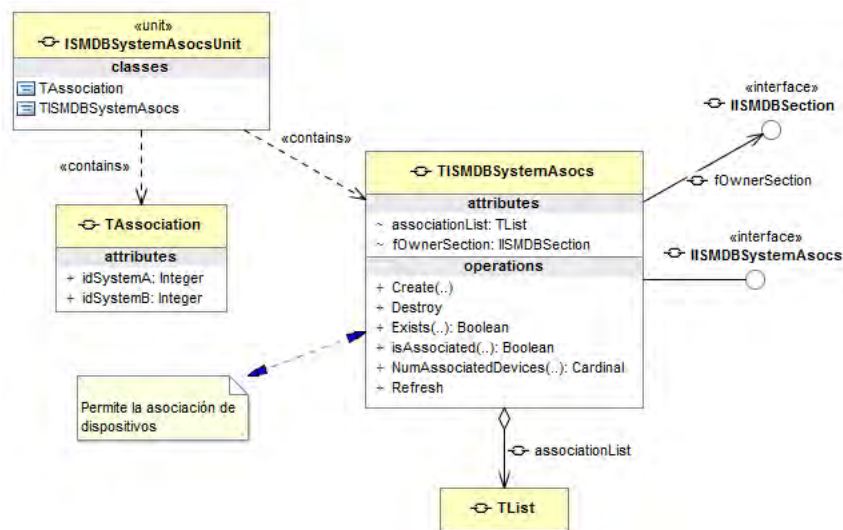 «unit»
ISMDBSystemAsocsUnit
classes
TAssociation
TISMDBSystemAsocs
«contains»
«contains»
TAssociation
attributes
+ idSystemA: Integer
+ idSystemB: Integer
TISMDBSystemAsocs
attributes
~ associationList: TList
~ fOwnerSection: IISMDBSection
operations
+ Create(..)
+ Destroy
+ Exists(..): Boolean
+ isAssociated(..): Boolean
+ NumAssociatedDevices(..): Cardinal
+ Refresh
«interface»
IISMDBSection
fOwnerSection
«interface»
IISMDBSystemAsocs
Permite la asociación de
dispositivos
associationList
TList